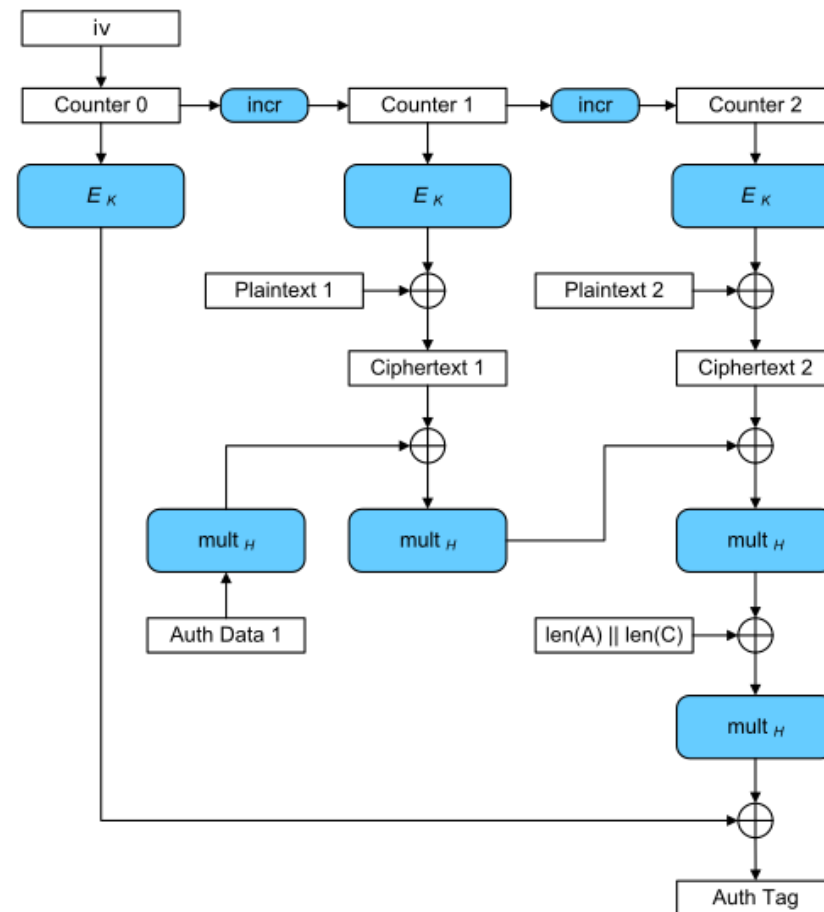 iv
Counter 0
incr
Counter 1
incr
Counter 2
E K
E K
E K
Plaintext 1
Plaintext 2
Ciphertext 1
Ciphertext 2
mult H
mult H
mult H
Auth Data 1
len(A) || len(C)
mult H
Auth Tag